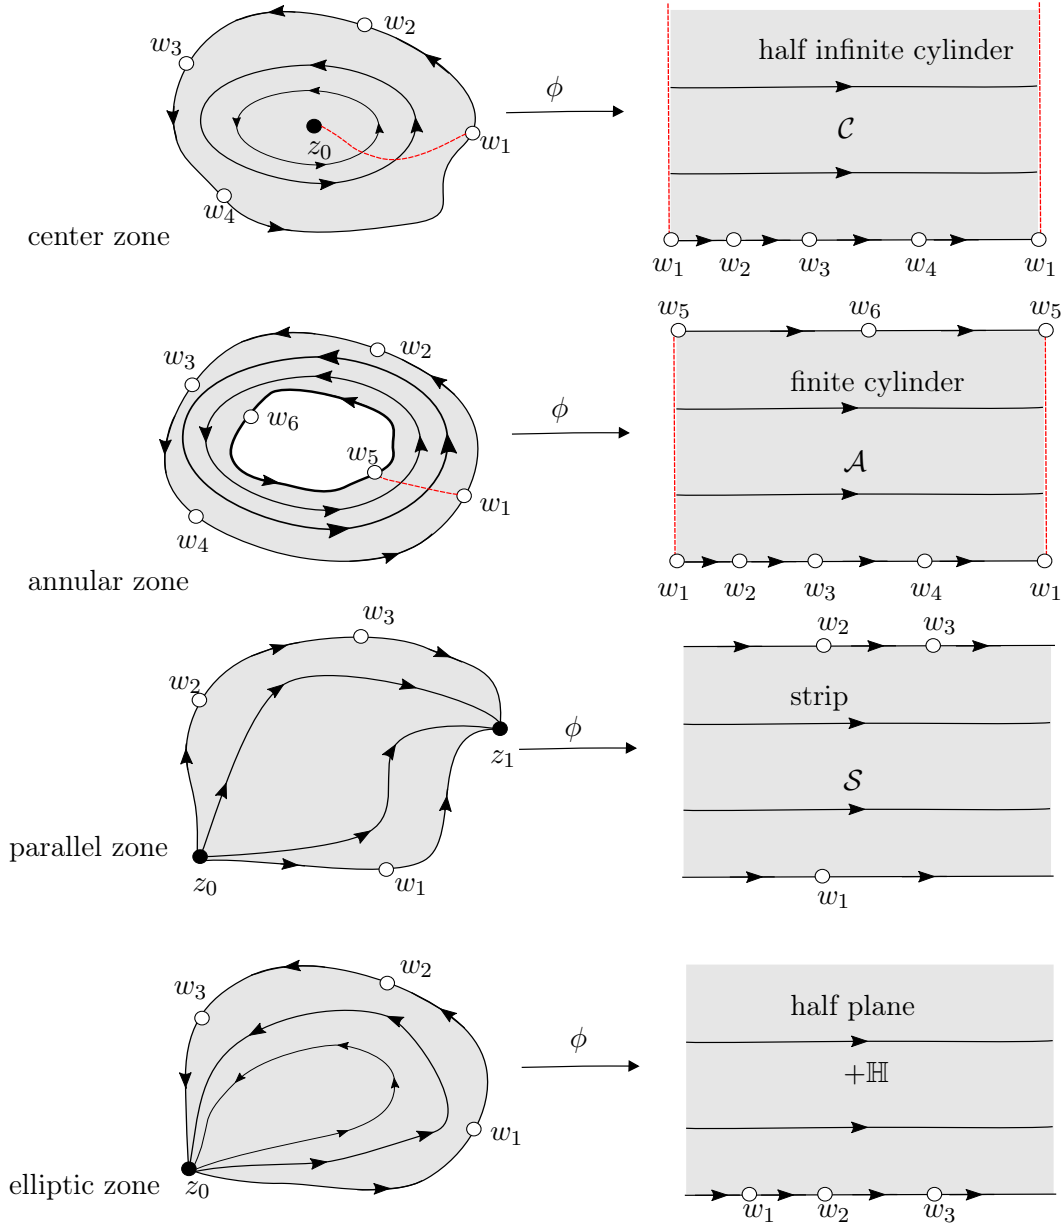 w₂
w₃
half infinite cylinder
ϕ
𝒞
z₀
w₁
w₄
center zone
w₁ w₂ w₃ w₄ w₁
w₅ w₆ w₅
w₂
w₃
finite cylinder
w₆
ϕ
w₅
𝒜
w₁
w₄
annular zone
w₁ w₂ w₃ w₄ w₁
w₃
w₂ w₃
w₂
strip
ϕ
z₁
𝒮
parallel zone
z₀
w₁
w₁
w₂
w₃
half plane
ϕ
+ℍ
w₁
elliptic zone
z₀
w₁ w₂ w₃